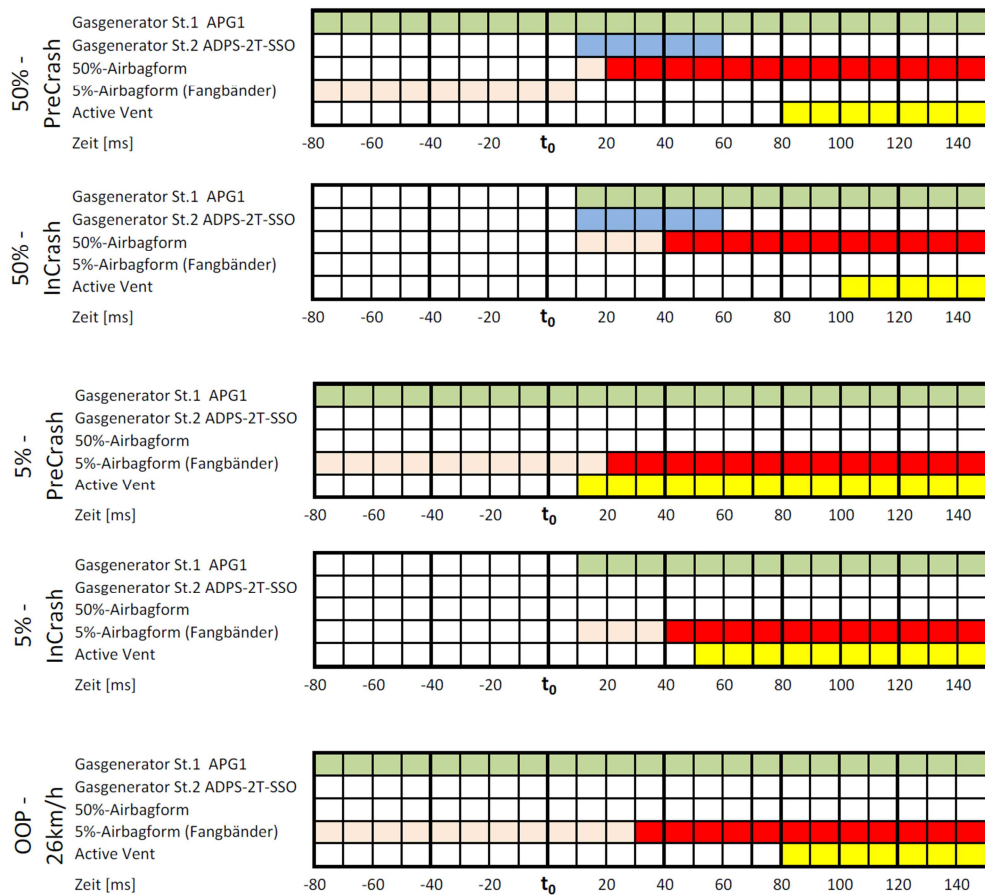 50% -
PreCrash
Gasgenerator St.1 APG1
Gasgenerator St.2 ADPS-2T-SSO
50%-Airbagform
5%-Airbagform (Fangbänder)
Active Vent
Zeit [ms] -80 -60 -40 -20 t0 20 40 60 80 100 120 140
50% -
InCrash
Gasgenerator St.1 APG1
Gasgenerator St.2 ADPS-2T-SSO
50%-Airbagform
5%-Airbagform (Fangbänder)
Active Vent
Zeit [ms] -80 -60 -40 -20 t0 20 40 60 80 100 120 140
5% -
PreCrash
Gasgenerator St.1 APG1
Gasgenerator St.2 ADPS-2T-SSO
50%-Airbagform
5%-Airbagform (Fangbänder)
Active Vent
Zeit [ms] -80 -60 -40 -20 t0 20 40 60 80 100 120 140
5% -
InCrash
Gasgenerator St.1 APG1
Gasgenerator St.2 ADPS-2T-SSO
50%-Airbagform
5%-Airbagform (Fangbänder)
Active Vent
Zeit [ms] -80 -60 -40 -20 t0 20 40 60 80 100 120 140
OOP -
26km/h
Gasgenerator St.1 APG1
Gasgenerator St.2 ADPS-2T-SSO
50%-Airbagform
5%-Airbagform (Fangbänder)
Active Vent
Zeit [ms] -80 -60 -40 -20 t0 20 40 60 80 100 120 140